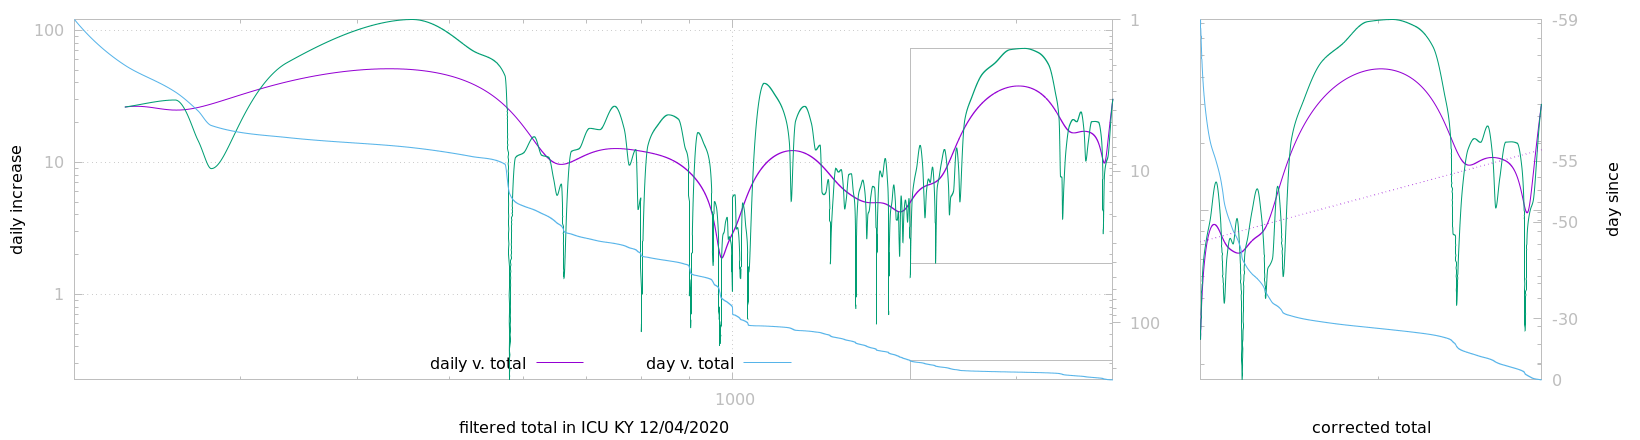 100
10
1
daily increase
1
10
100
daily v. total
day v. total
1000
filtered total in ICU KY 12/04/2020
-59
-55
-50
-30
0
day since
corrected total